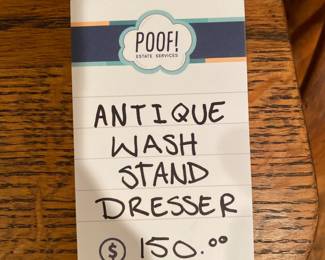 POOF!
ESTATE SERVICES
ANTIQUE
WASH
STAND
DRESSER
$ 150.00